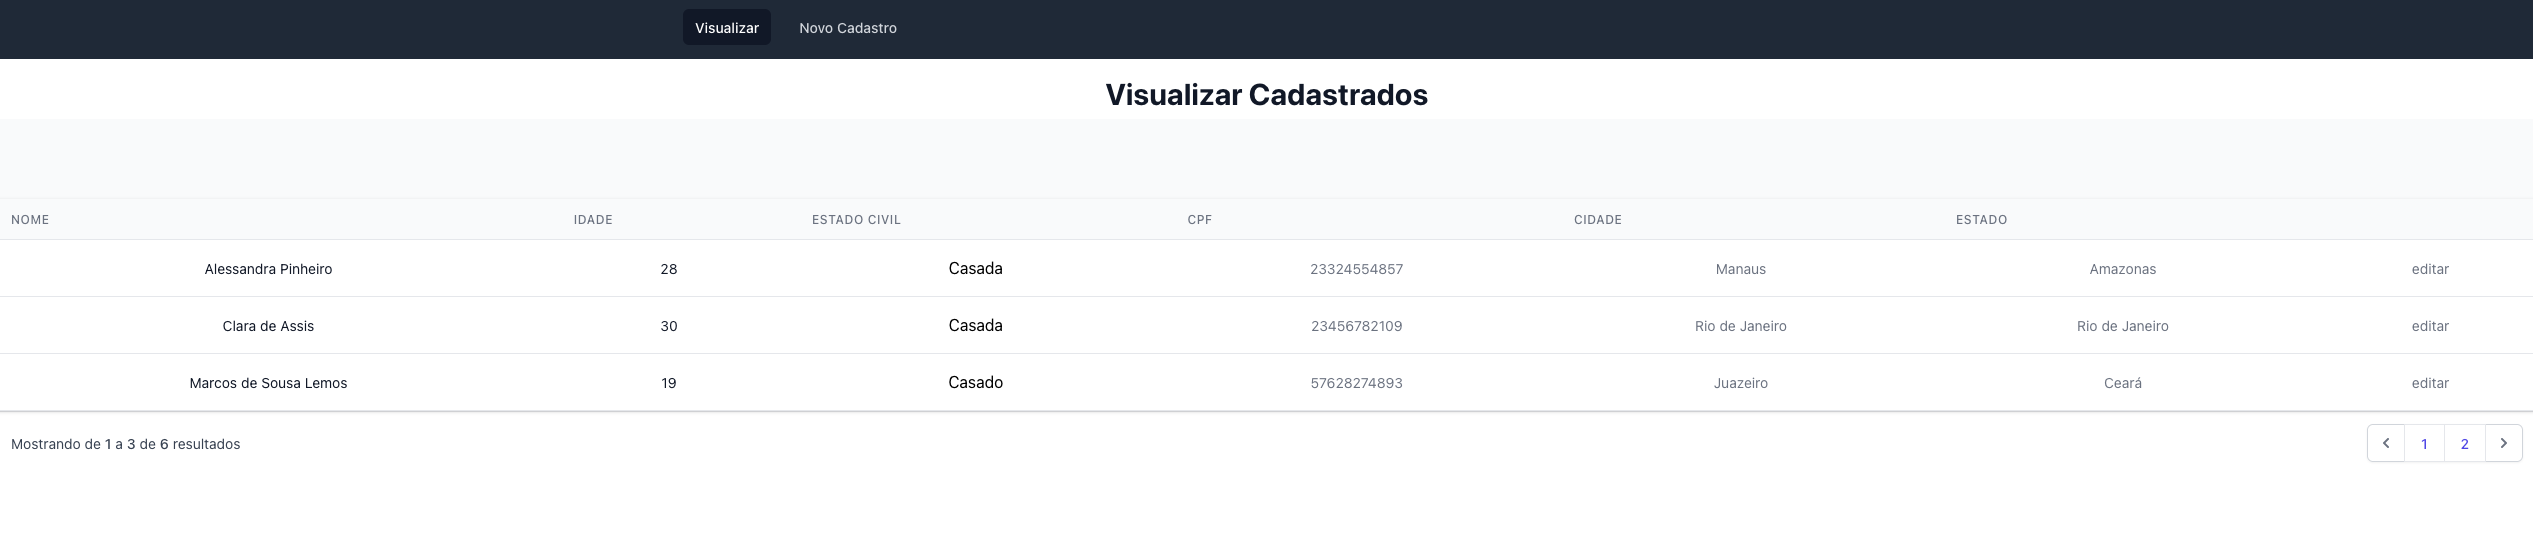 Visualizar Novo Cadastro
Visualizar Cadastrados
NOME IDADE ESTADO CIVIL CPF CIDADE ESTADO
Alessandra Pinheiro 28 Casada 23324554857 Manaus Amazonas editar
Clara de Assis 30 Casada 23456782109 Rio de Janeiro Rio de Janeiro editar
Marcos de Sousa Lemos 19 Casado 57628274893 Juazeiro Ceará editar
Mostrando de 1 a 3 de 6 resultados 1 2